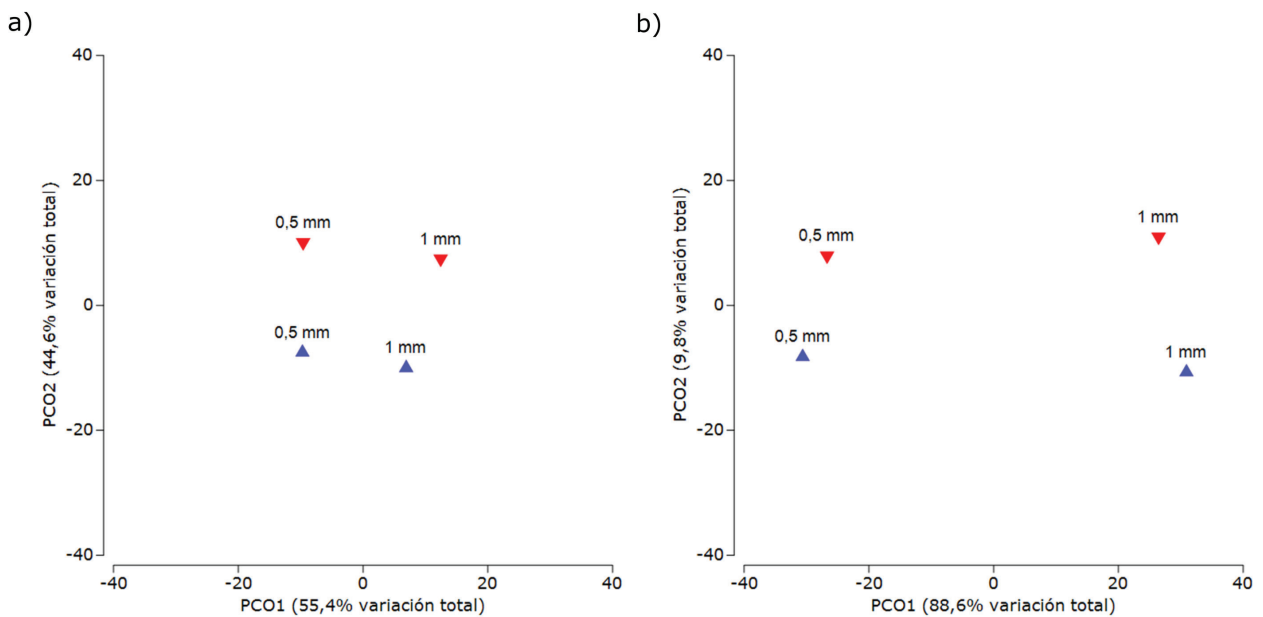 a)
40
20
0
-20
-40
PCO2 (44,6% variación total)
0,5 mm
1 mm
0,5 mm
1 mm
-40
-20
0
20
40
PCO1 (55,4% variación total)
b)
40
20
0
-20
-40
PCO2 (9,8% variación total)
1 mm
0,5 mm
0,5 mm
1 mm
-40
-20
0
20
40
PCO1 (88,6% variación total)